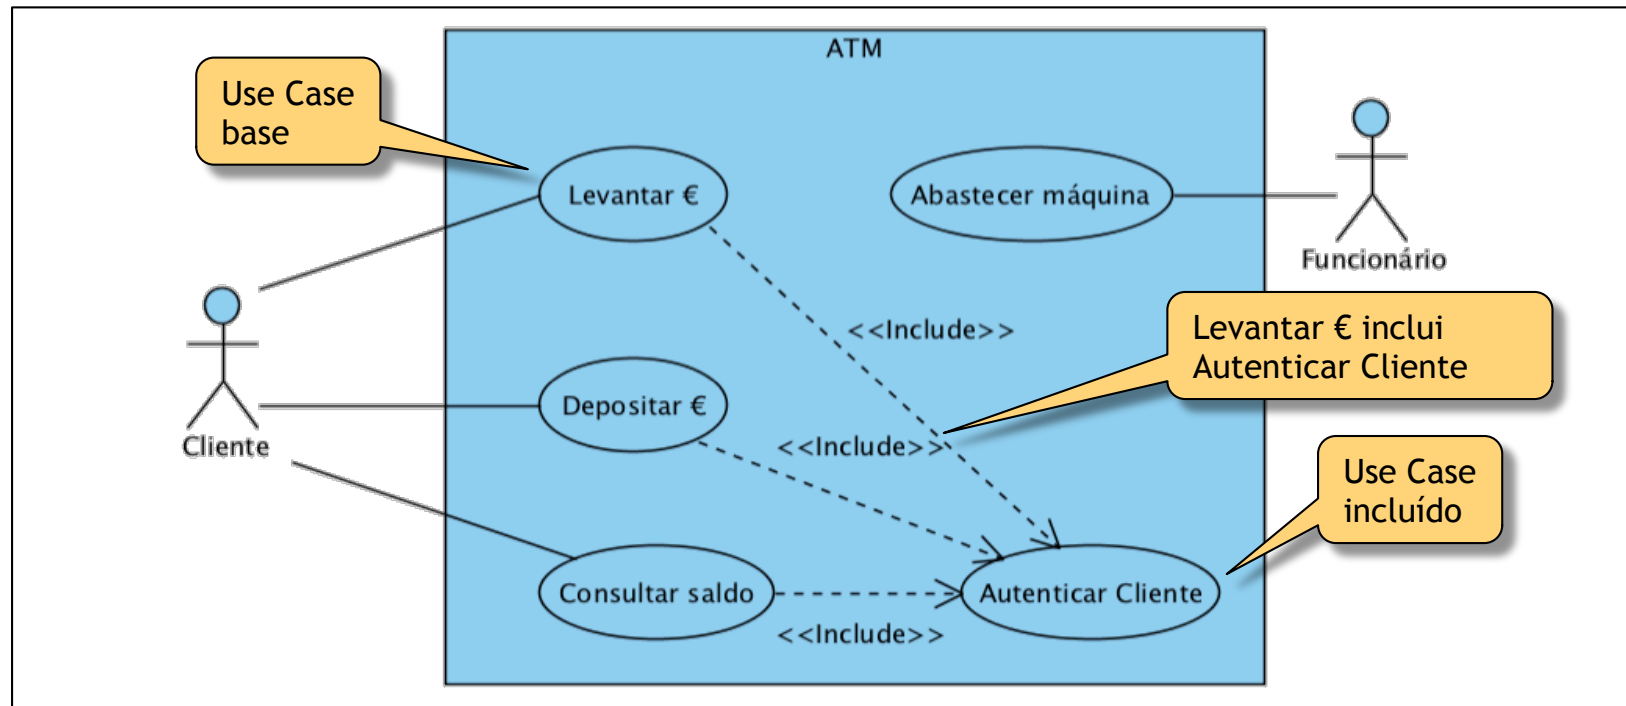 ATM
Use Case
base
Levantar €
Abastecer máquina
Funcionário
<<Include>>
Levantar € inclui
Autenticar Cliente
Depositar €
Cliente
<<Include>>
Use Case
incluído
Consultar saldo
Autenticar Cliente
<<Include>>